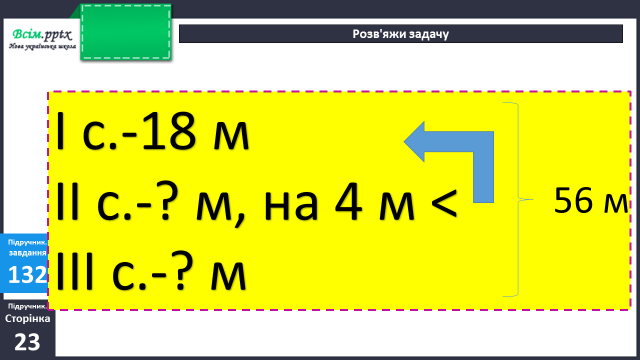 Всім.pptx
Нова українська школа
Розв'яжи задачу
І с.-18 м
ІІ с.-? м, на 4 м <
ІІІ с.-? м
56 м
Підручник.
завдання
132
Підручник.
Сторінка
23